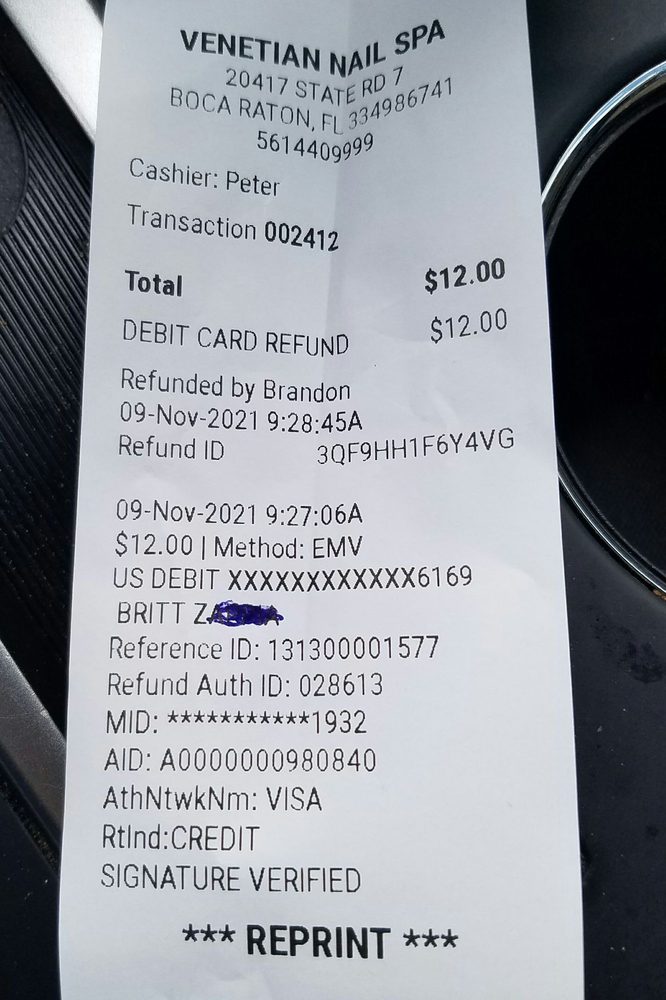 VENETIAN NAIL SPA
20417 STATE RD 7
BOCA RATON, FL 334986741
5614409999
Cashier: Peter
Transaction 002412
Total $12.00
DEBIT CARD REFUND $12.00
Refunded by Brandon
09-Nov-2021 9:28:45A
Refund ID 3QF9HH1F6Y4VG
09-Nov-2021 9:27:06A
$12.00 | Method: EMV
US DEBIT XXXXXXXXXXXX6169
BRITT
Reference ID: 131300001577
Refund Auth ID: 028613
MID: ***********1932
AID: A0000000980840
AthNtwkNm: VISA
RtInd:CREDIT
SIGNATURE VERIFIED
*** REPRINT ***